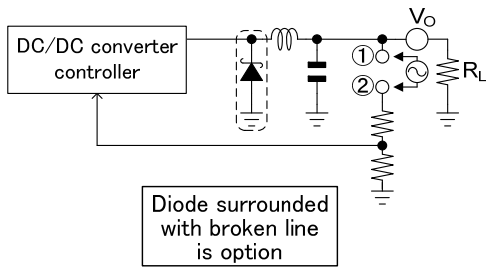 DC/DC converter
controller
Vo
①
②
RL
Diode surrounded
with broken line
is option